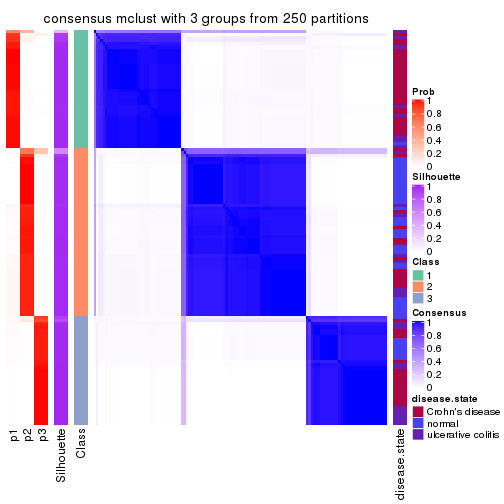 consensus mclust with 3 groups from 250 partitions
Prob
1
0.8
0.6
0.4
0.2
0
Silhouette
1
0.8
0.6
0.4
0.2
0
Class
1
2
3
Consensus
1
0.8
0.6
0.4
0.2
0
disease.state
Crohn's disease
normal
ulcerative colitis
p1
p2
p3
Silhouette
Class
disease.state